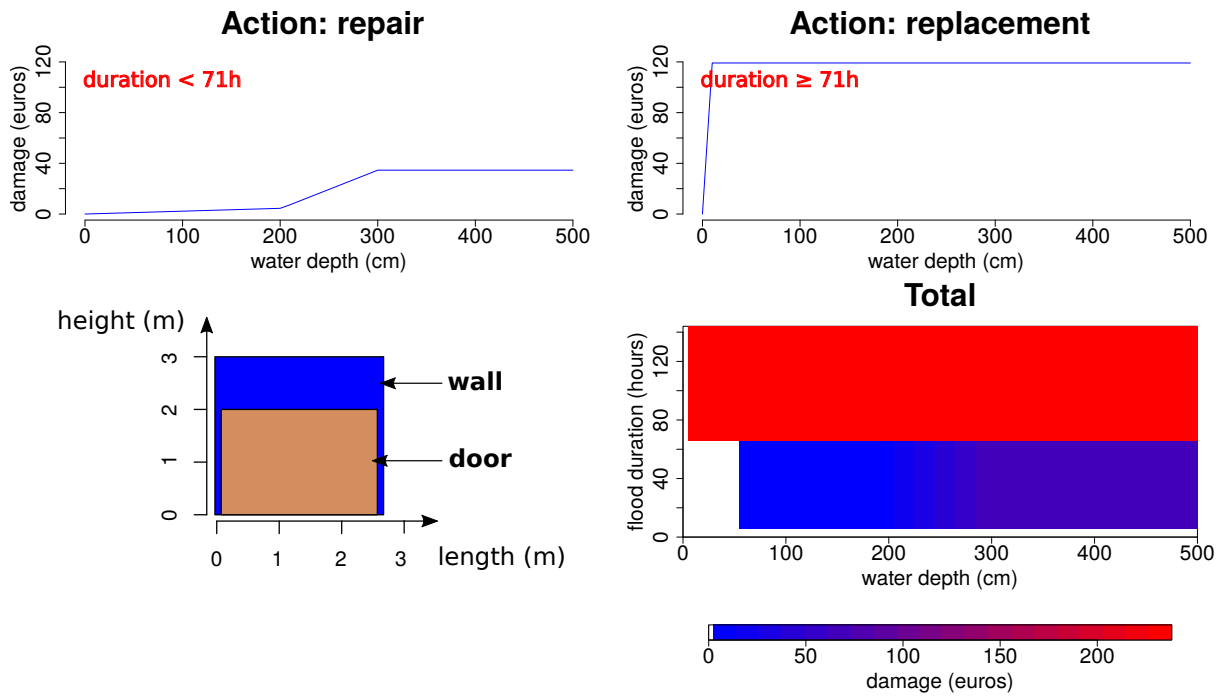 Action: repair
damage (euros)
0 40 80 120
duration < 71h
0 100 200 300 400 500
water depth (cm)
Action: replacement
damage (euros)
0 40 80 120
duration ≥ 71h
0 100 200 300 400 500
water depth (cm)
height (m)
0 1 2 3
wall
door
0 1 2 3
length (m)
Total
flood duration (hours)
0 40 80 120
0 100 200 300 400 500
water depth (cm)
0 50 100 150 200
damage (euros)